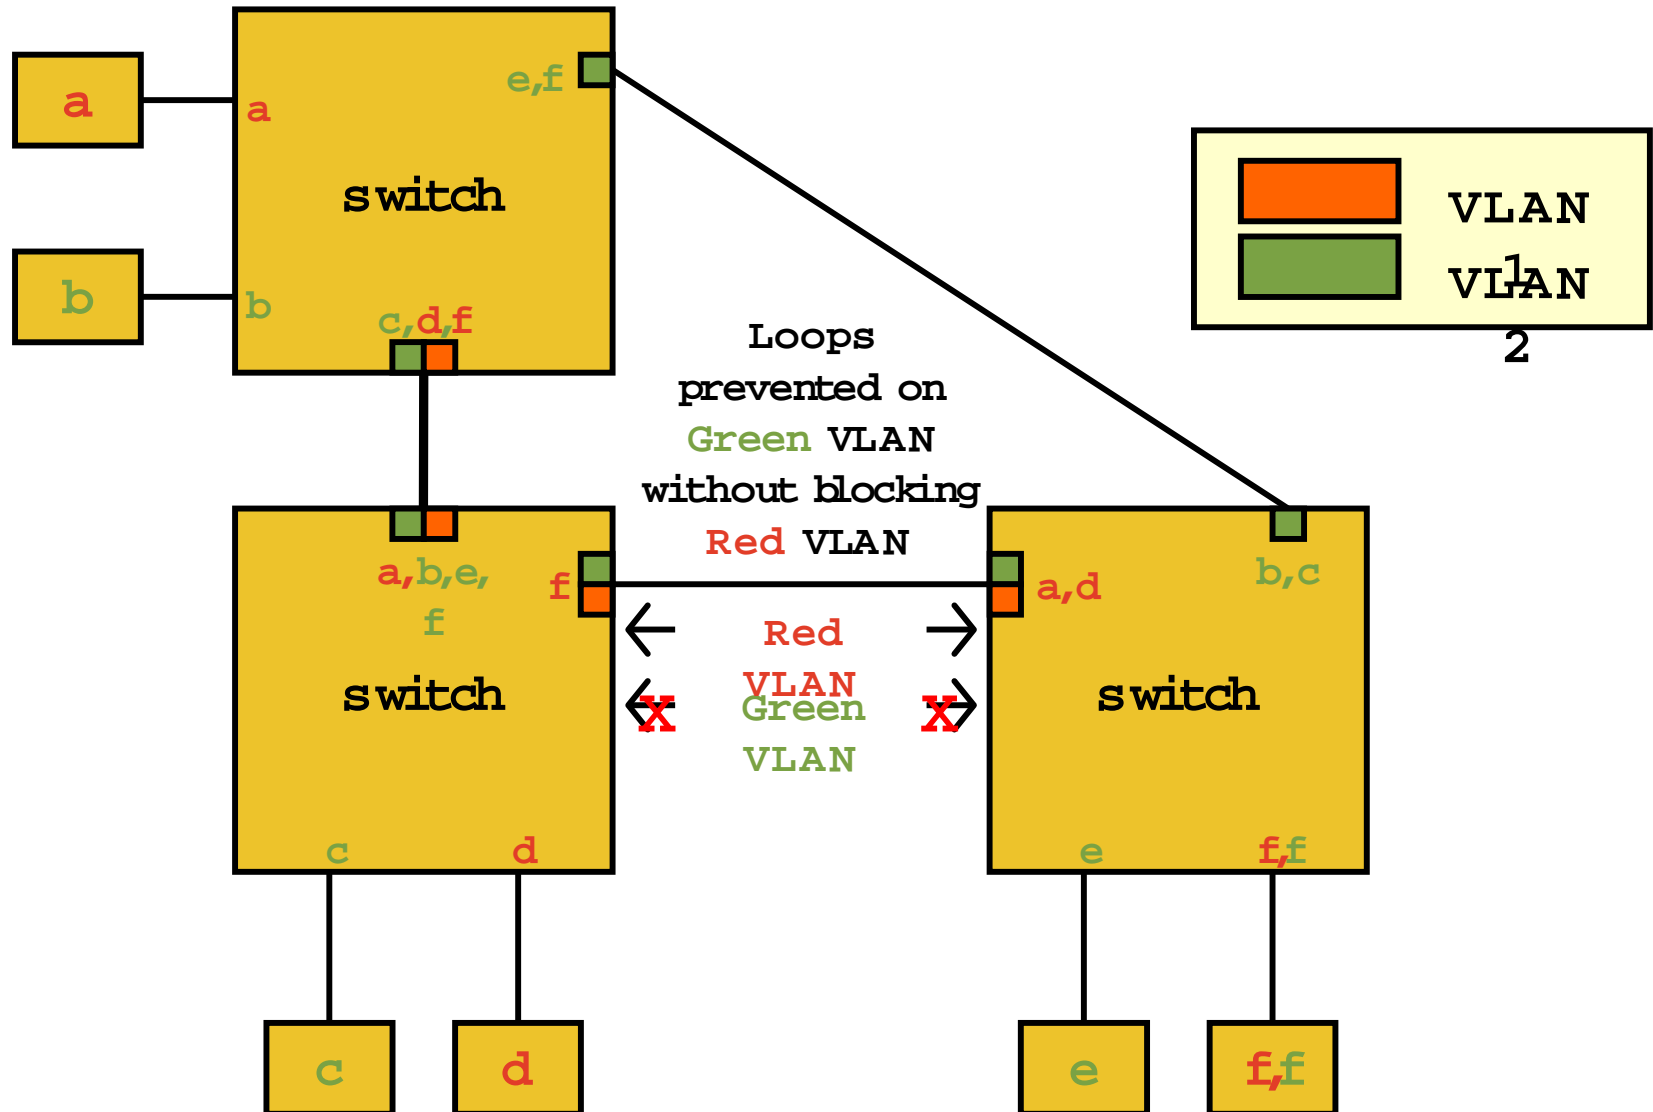 a
a
e,f
switch
b
b
c,d,f
VLAN
1
VLAN
2
Loops
prevented on
Green VLAN
without blocking
Red VLAN
a,b,e,
f
f
a,d
b,c
Red
VLAN
Green
VLAN
X
X
switch
switch
c
d
e
f,f
c
d
e
f,f